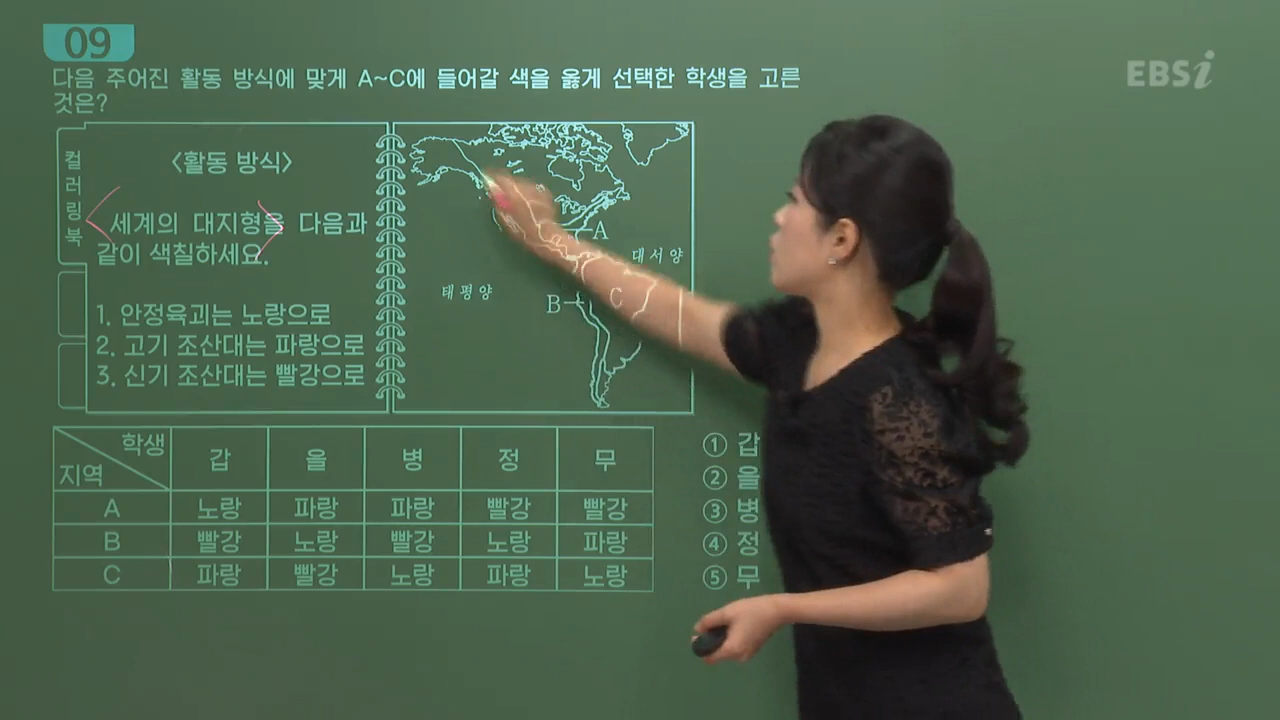 09
EBSi
다음 주어진 활동 방식에 맞게 A~C에 들어갈 색을 옳게 선택한 학생을 고른
것은?
컬러링북
<활동 방식>
세계의 대지형을 다음과
같이 색칠하세요.
1. 안정육괴는 노랑으로
2. 고기 조산대는 파랑으로
3. 신기 조산대는 빨강으로
A
대서양
태평양
B
C
학생
지역
갑 을 병 정 무
A 노랑 파랑 파랑 빨강 빨강
B 빨강 노랑 빨강 노랑 파랑
C 파랑 빨강 노랑 파랑 노랑
① 갑
② 을
③ 병
④ 정
⑤ 무